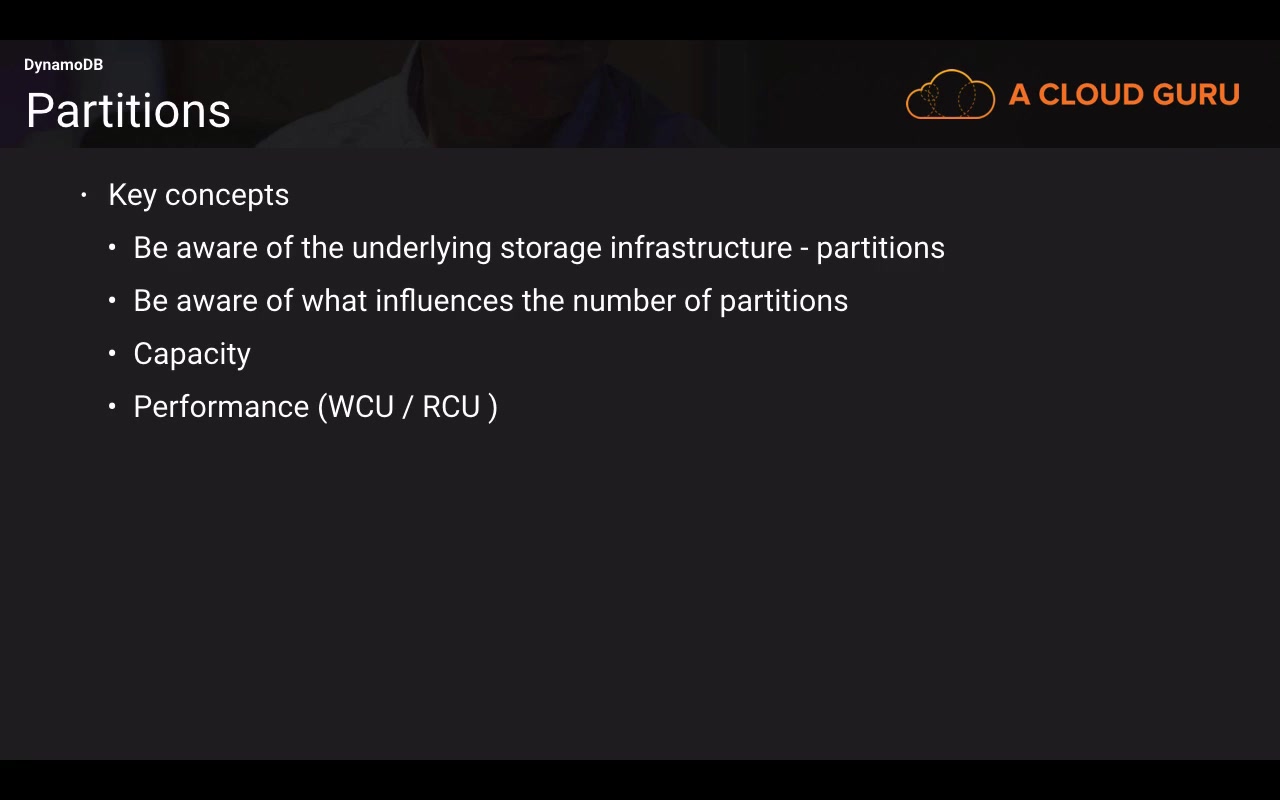 DynamoDB
Partitions
A CLOUD GURU
• Key concepts
• Be aware of the underlying storage infrastructure - partitions
• Be aware of what influences the number of partitions
• Capacity
• Performance (WCU / RCU )